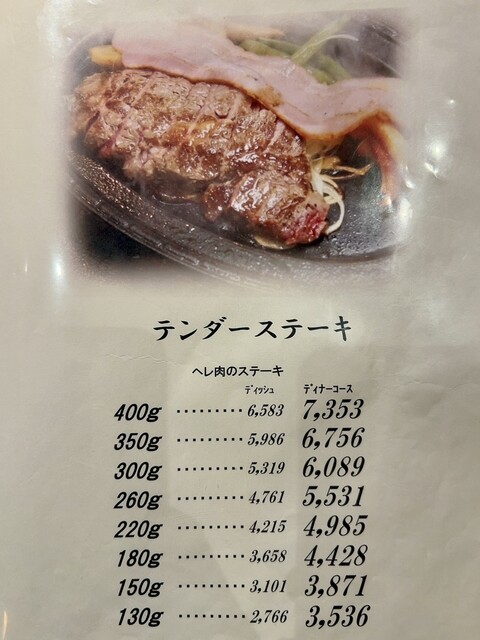 テンダーステーキ
ヘレ肉のステーキ
ﾃﾞｨｯｼｭ ﾃﾞｨﾅｰコース
400g ········· 6,583 7,353
350g ········· 5,986 6,756
300g ········· 5,319 6,089
260g ········· 4,761 5,531
220g ········· 4,215 4,985
180g ········· 3,658 4,428
150g ········· 3,101 3,871
130g ········· 2,766 3,536